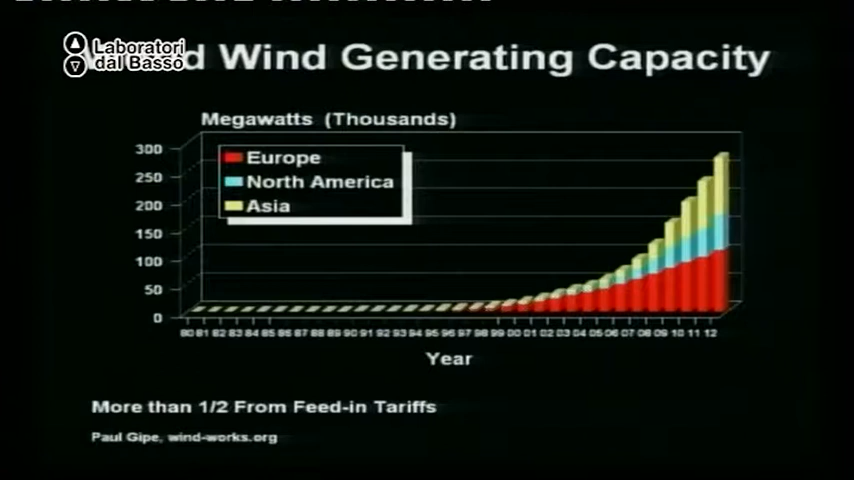 Laboratori
dal Basso
d Wind Generating Capacity
Megawatts (Thousands)
300
250
200
150
100
50
0
Europe
North America
Asia
80 81 82 83 84 85 86 87 88 89 90 91 92 93 94 95 96 97 98 99 00 01 02 03 04 05 06 07 08 09 10 11 12
Year
More than 1/2 From Feed-in Tariffs
Paul Gipe, wind-works.org